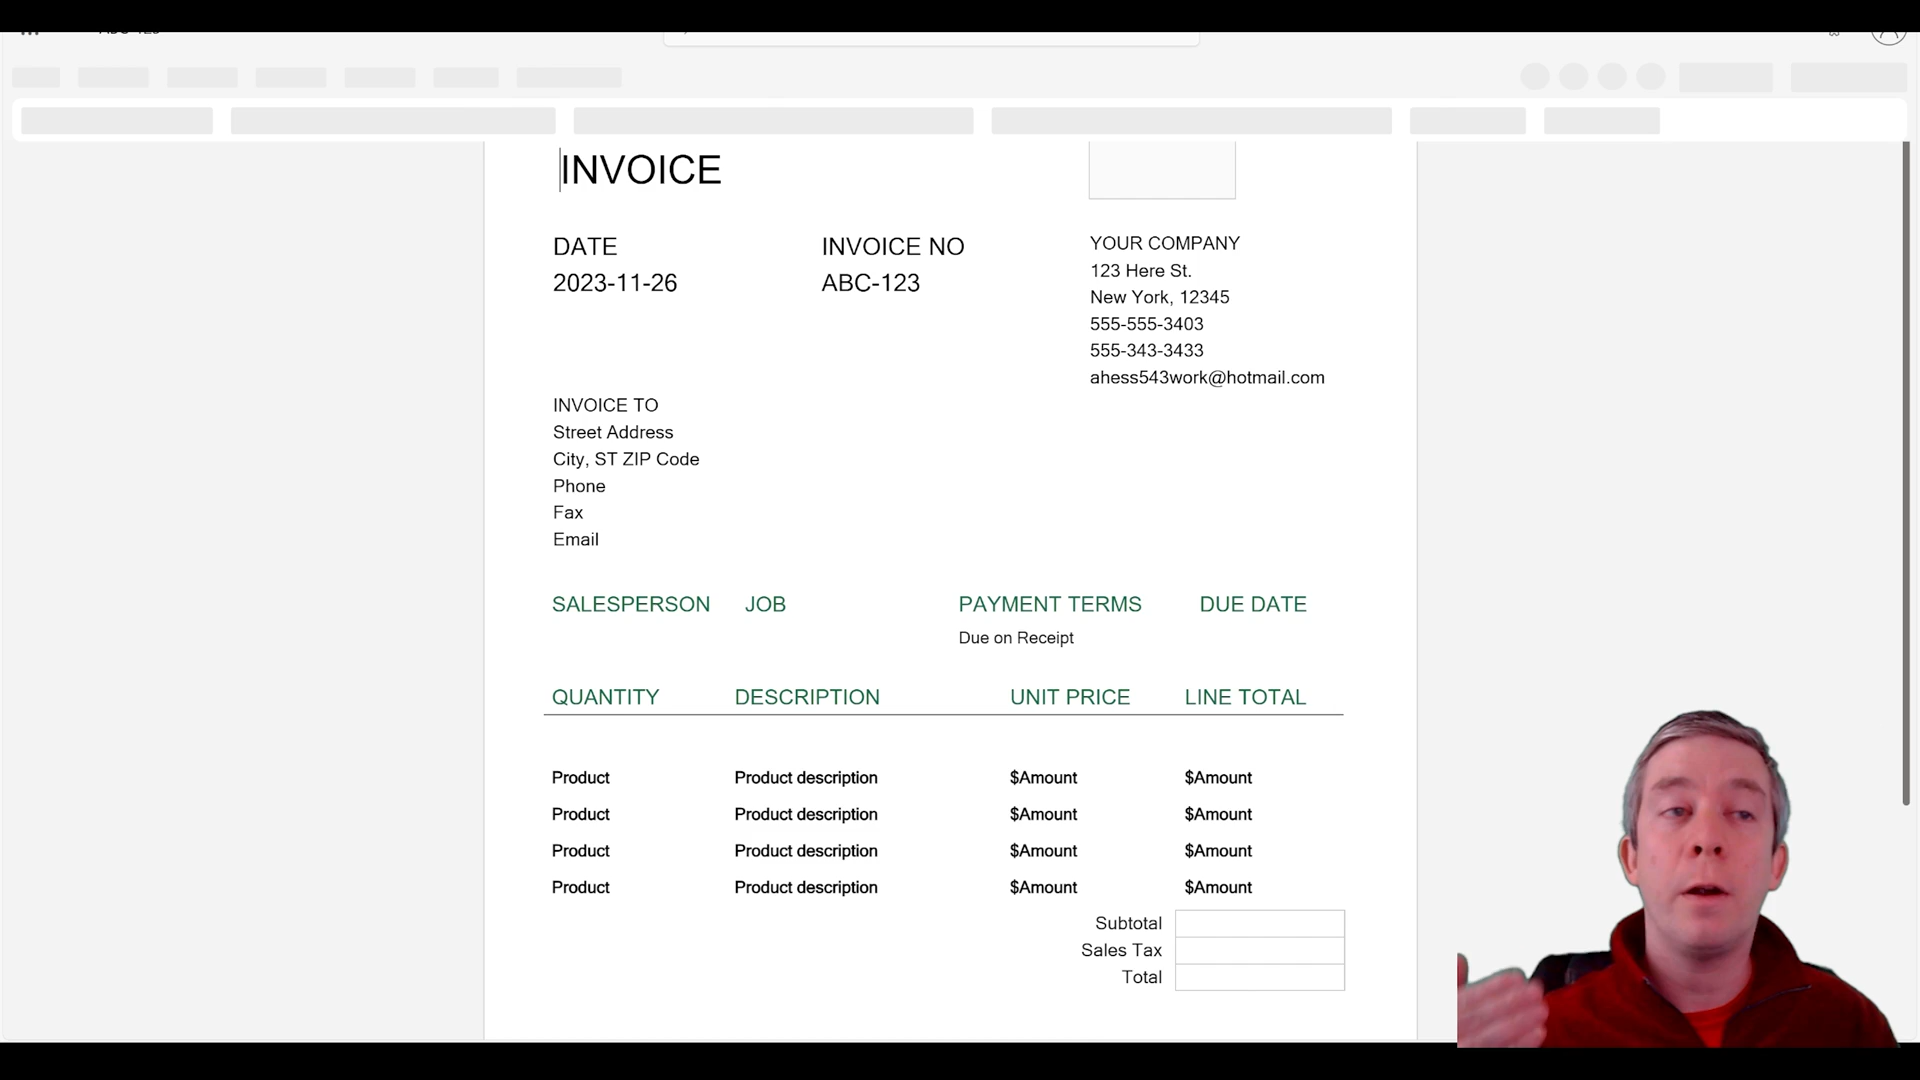 INVOICE
DATE
2023-11-26
INVOICE NO
ABC-123
YOUR COMPANY
123 Here St.
New York, 12345
555-555-3403
555-343-3433
ahess543work@hotmail.com
INVOICE TO
Street Address
City, ST ZIP Code
Phone
Fax
Email
SALESPERSON JOB PAYMENT TERMS DUE DATE
Due on Receipt
QUANTITY DESCRIPTION UNIT PRICE LINE TOTAL
Product Product description $Amount $Amount
Product Product description $Amount $Amount
Product Product description $Amount $Amount
Product Product description $Amount $Amount
Subtotal
Sales Tax
Total